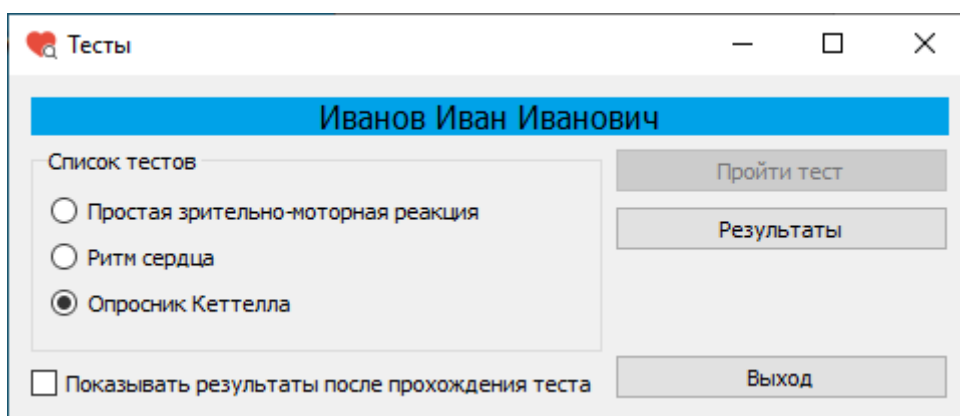 Тесты
Иванов Иван Иванович
Список тестов
Простая зрительно-моторная реакция
Ритм сердца
Опросник Кеттелла
Показывать результаты после прохождения теста
Пройти тест
Результаты
Выход